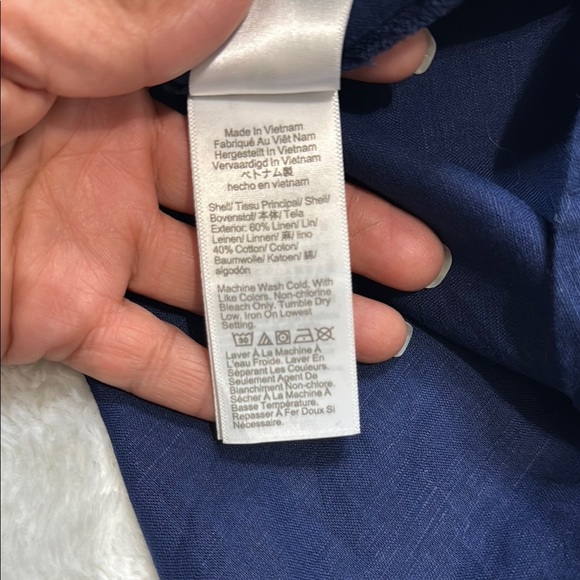 Made In Vietnam
Fabriqué Au Viêt Nam
Hergestellt In Vietnam
Vervaardigd In Vietnam
ベトナム製
hecho en vietnam
Shell/ Tissu Principal/ Shell/
Bovenstof/ 本体/ Tela
Exterior: 60% Linen/ Lin/
Leinen/ Linnen/ 麻/ lino
40% Cotton/ Coton/
Baumwolle/ Katoen/ 綿/
algodón
Machine Wash Cold, With
Like Colors. Non-chlorine
Bleach Only. Tumble Dry
Low, Iron On Lowest
Setting.
30
Laver À La Machine À
L'eau Froide. Laver En
Séparant Les Couleurs.
Seulement Agent De
Blanchiment Non-chlore.
Sécher À La Machine À
Basse Température.
Repasser À Fer Doux Si
Nécessaire.